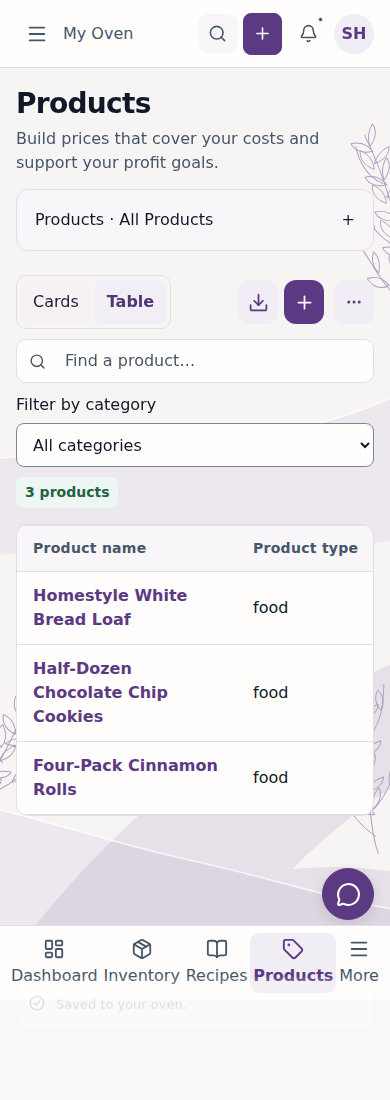 My Oven
SH
Products
Build prices that cover your costs and
support your profit goals.
Products · All Products
+
Cards
Table
Find a product...
Filter by category
All categories
3 products
Product name
Product type
Homestyle White
Bread Loaf
food
Half-Dozen
Chocolate Chip
Cookies
food
Four-Pack Cinnamon
Rolls
food
Dashboard
Inventory
Recipes
Products
More
Saved to your oven.